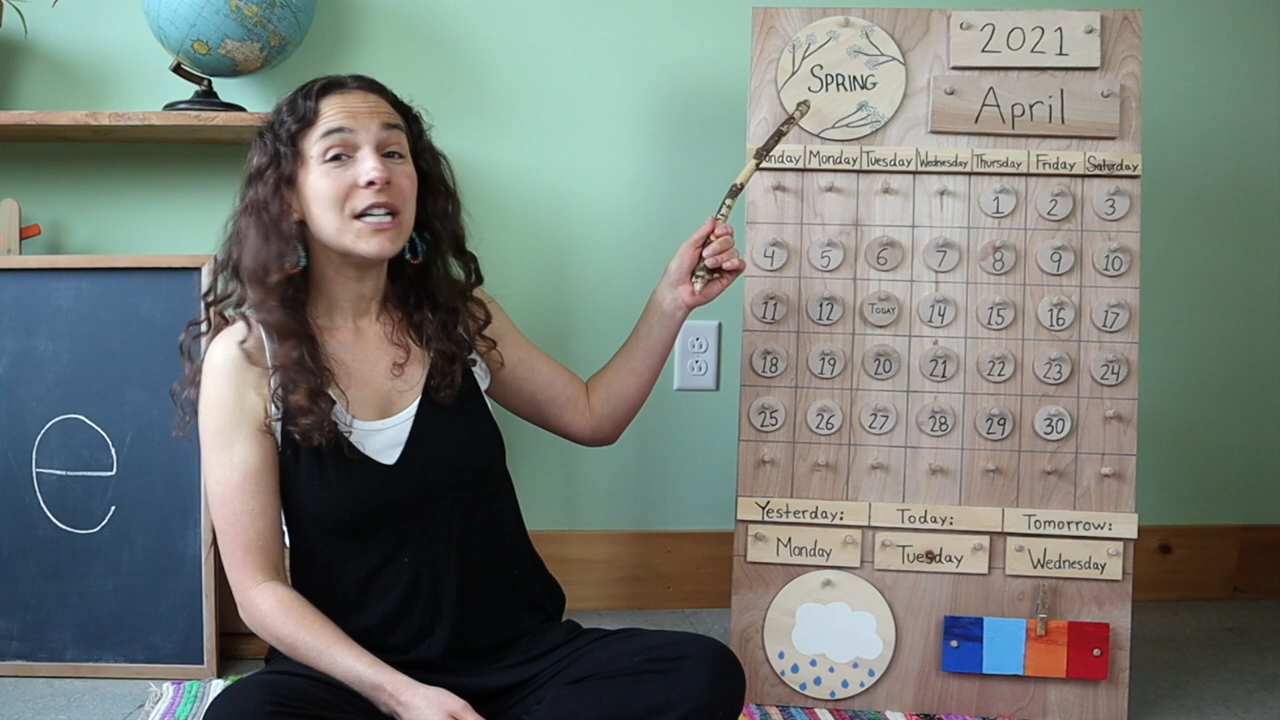 SPRING
2021
April
nday Monday Tuesday Wednesday Thursday Friday Saturday
1 2 3
4 5 6 7 8 9 10
11 12 TODAY 14 15 16 17
18 19 20 21 22 23 24
25 26 27 28 29 30
Yesterday: Today: Tomorrow:
Monday Tuesday Wednesday
e